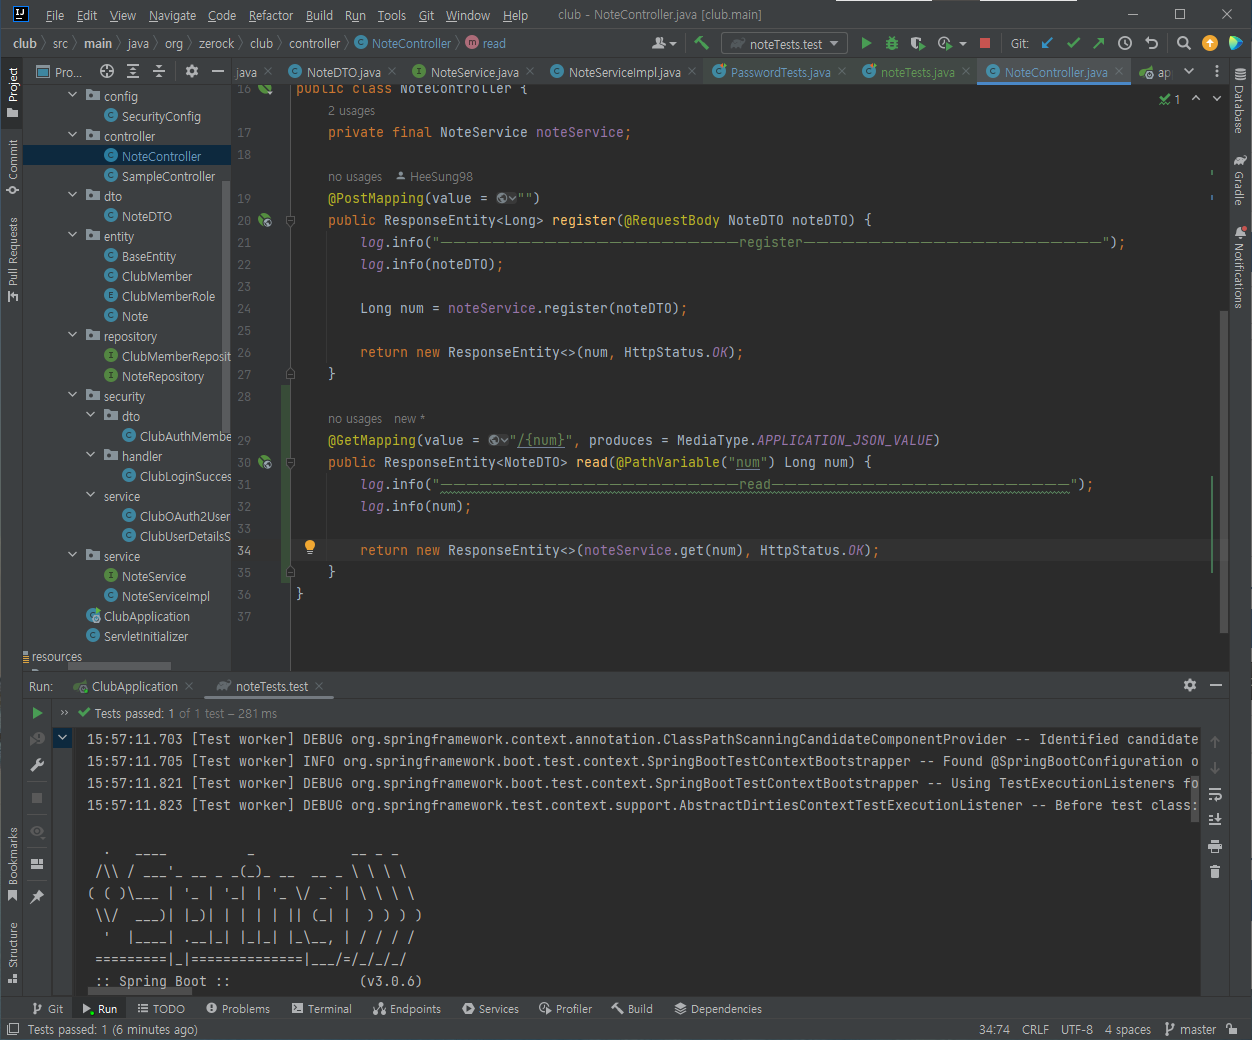 File Edit View Navigate Code Refactor Build Run Tools Git Window Help club - NoteController.java [club.main]
club src main java org zerock club controller NoteController read noteTests.test Git:
Project Pro... java NoteDTO.java NoteService.java NoteServiceImpl.java PasswordTests.java noteTests.java NoteController.java ap
config
SecurityConfig
controller
NoteController
SampleController
dto
NoteDTO
entity
BaseEntity
ClubMember
ClubMemberRole
Note
repository
ClubMemberReposit
NoteRepository
security
dto
ClubAuthMembe
handler
ClubLoginSucces
service
ClubOAuth2User
ClubUserDetailsS
service
NoteService
NoteServiceImpl
ClubApplication
ServletInitializer
resources
Commit
Pull Requests
Bookmarks
Structure
Database
Gradle
Notifications
1
16 public class NoteController {
2 usages
17 private final NoteService noteService;
18
no usages HeeSung98
19 @PostMapping(value = "")
20 public ResponseEntity<Long> register(@RequestBody NoteDTO noteDTO) {
21 log.info("——————————————————————————register——————————————————————————");
22 log.info(noteDTO);
23
24 Long num = noteService.register(noteDTO);
25
26 return new ResponseEntity<>(num, HttpStatus.OK);
27 }
28
no usages new *
29 @GetMapping(value = "/{num}", produces = MediaType.APPLICATION_JSON_VALUE)
30 public ResponseEntity<NoteDTO> read(@PathVariable("num") Long num) {
31 log.info("——————————————————————————read——————————————————————————");
32 log.info(num);
33
34 return new ResponseEntity<>(noteService.get(num), HttpStatus.OK);
35 }
36 }
37
Run: ClubApplication noteTests.test
Tests passed: 1 of 1 test – 281 ms
15:57:11.703 [Test worker] DEBUG org.springframework.context.annotation.ClassPathScanningCandidateComponentProvider -- Identified candidate
15:57:11.705 [Test worker] INFO org.springframework.boot.test.context.SpringBootTestContextBootstrapper -- Found @SpringBootConfiguration o
15:57:11.821 [Test worker] DEBUG org.springframework.boot.test.context.SpringBootTestContextBootstrapper -- Using TestExecutionListeners fo
15:57:11.823 [Test worker] DEBUG org.springframework.test.context.support.AbstractDirtiesContextTestExecutionListener -- Before test class:
  .   ____          _            __ _ _
 /\\ / ___'_ __ _ _(_)_ __  __ _ \ \ \ \
( ( )\___ | '_ | '_| | '_ \/ _` | \ \ \ \
 \\/  ___)| |_)| | | | | || (_| |  ) ) ) )
  '  |____| .__|_| |_|_| |_\__, | / / / /
 =========|_|==============|___/=/_/_/_/
 :: Spring Boot ::                (v3.0.6)
Git Run TODO Problems Terminal Endpoints Services Profiler Build Dependencies
Tests passed: 1 (6 minutes ago) 34:74 CRLF UTF-8 4 spaces master